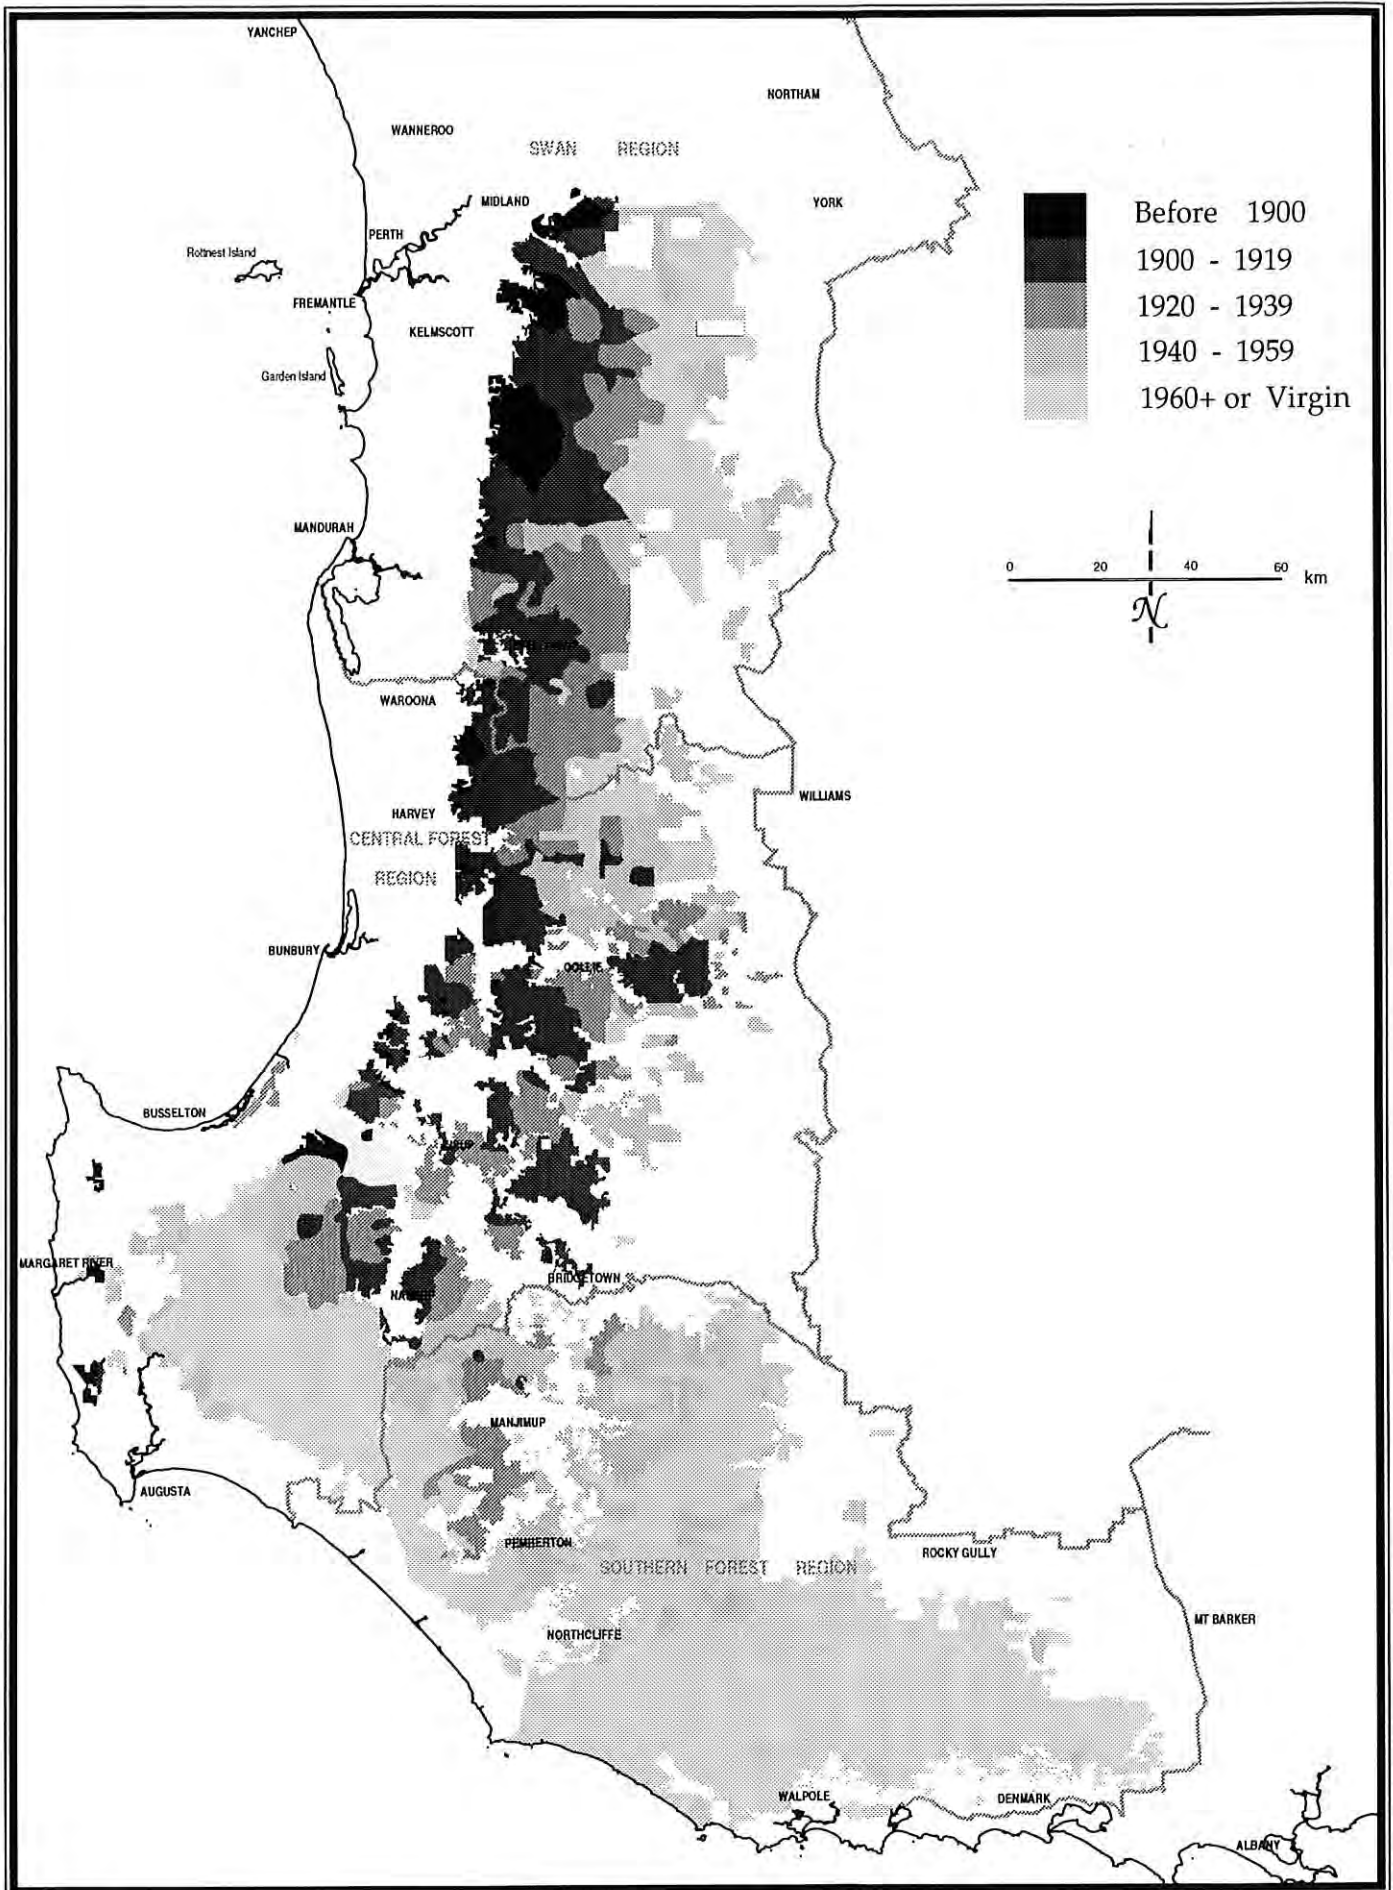 YANCHEP
NORTHAM
WANNEROO
SWAN REGION
MIDLAND
YORK
Before 1900
PERTH
Rottnest Island
1900 - 1919
FREMANTLE
1920 - 1939
KELMSCOTT
1940 - 1959
Garden Island
1960+ or Virgin
MANDURAH
0 20 40 60 km
N
WAROONA
WILLIAMS
HARVEY
CENTRAL FOREST
REGION
BUNBURY
COLLIE
BUSSELTON
MARGARET RIVER
BRIDGETOWN
NANNUP
MANJIMUP
AUGUSTA
PEMBERTON
ROCKY GULLY
SOUTHERN FOREST REGION
MT BARKER
NORTHCLIFFE
WALPOLE
DENMARK
ALBANY